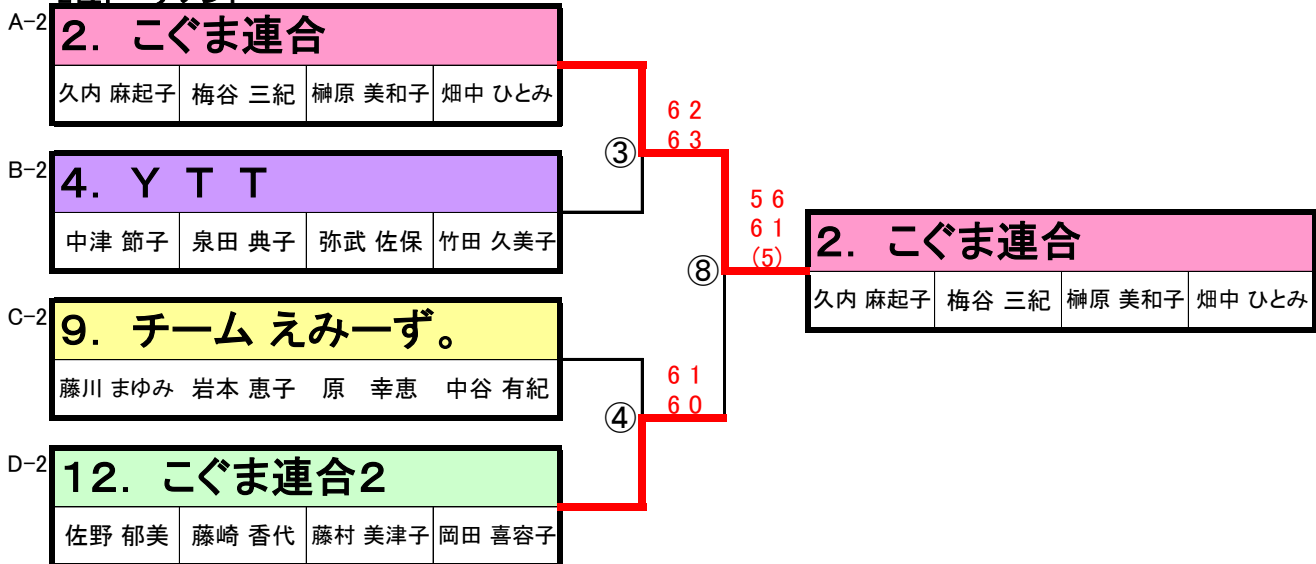 A-2
2. こぐま連合
久内 麻起子 梅谷 三紀 榊原 美和子 畑中 ひとみ
6 2
6 3
③
B-2
4. Y T T
中津 節子 泉田 典子 弥武 佐保 竹田 久美子
5 6
6 1
(5)
⑧
2. こぐま連合
久内 麻起子 梅谷 三紀 榊原 美和子 畑中 ひとみ
C-2
9. チーム えみーず。
藤川 まゆみ 岩本 恵子 原 幸恵 中谷 有紀
6 1
6 0
④
D-2
12. こぐま連合2
佐野 郁美 藤崎 香代 藤村 美津子 岡田 喜容子